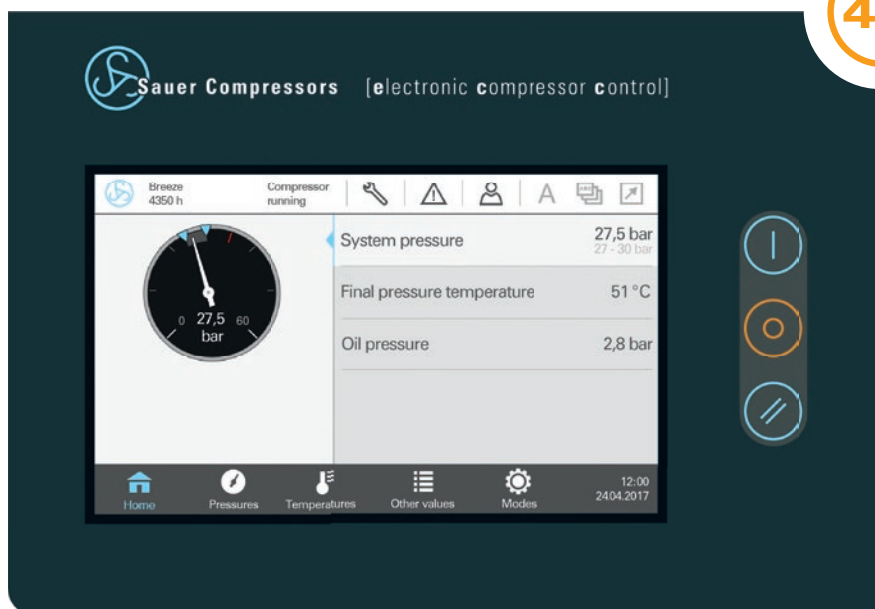 4
Sauer Compressors [electronic compressor control]
Breeze
4350 h
Compressor
running
A
System pressure
27,5 bar
27 - 30 bar
Final pressure temperature
51 °C
Oil pressure
2,8 bar
0 27,5 60
bar
Home
Pressures
Temperatures
Other values
Modes
12:00
24.04.2017